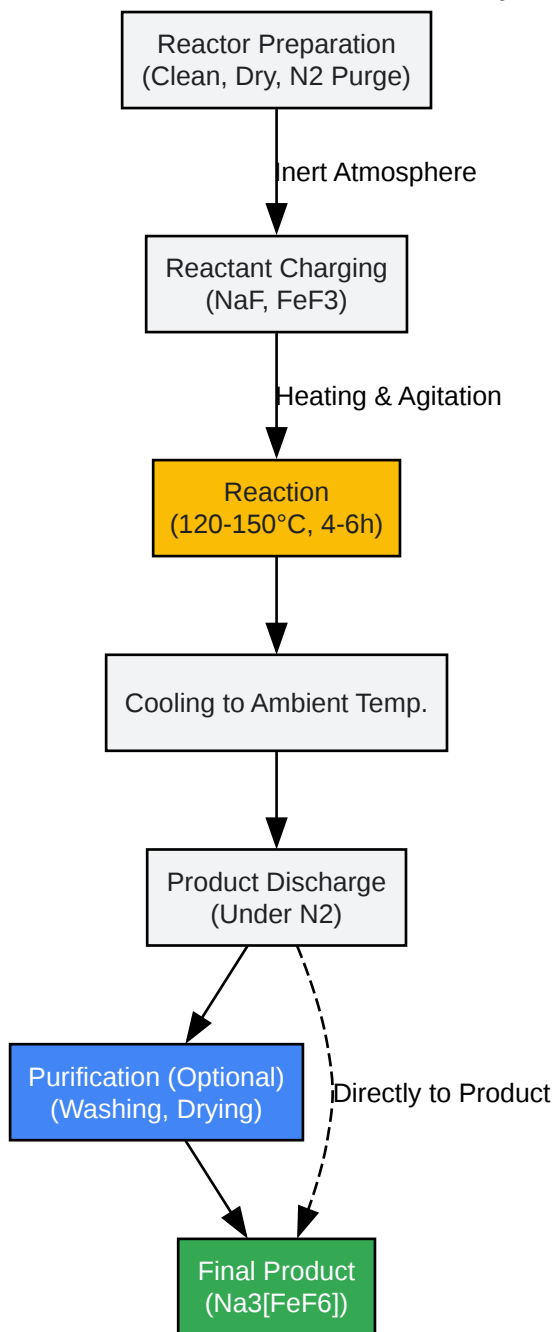 Reactor Preparation
(Clean, Dry, N2 Purge)
Inert Atmosphere
Reactant Charging
(NaF, FeF3)
Heating & Agitation
Reaction
(120-150°C, 4-6h)
Cooling to Ambient Temp.
Product Discharge
(Under N2)
Purification (Optional)
(Washing, Drying)
Directly to Product
Final Product
(Na3[FeF6])